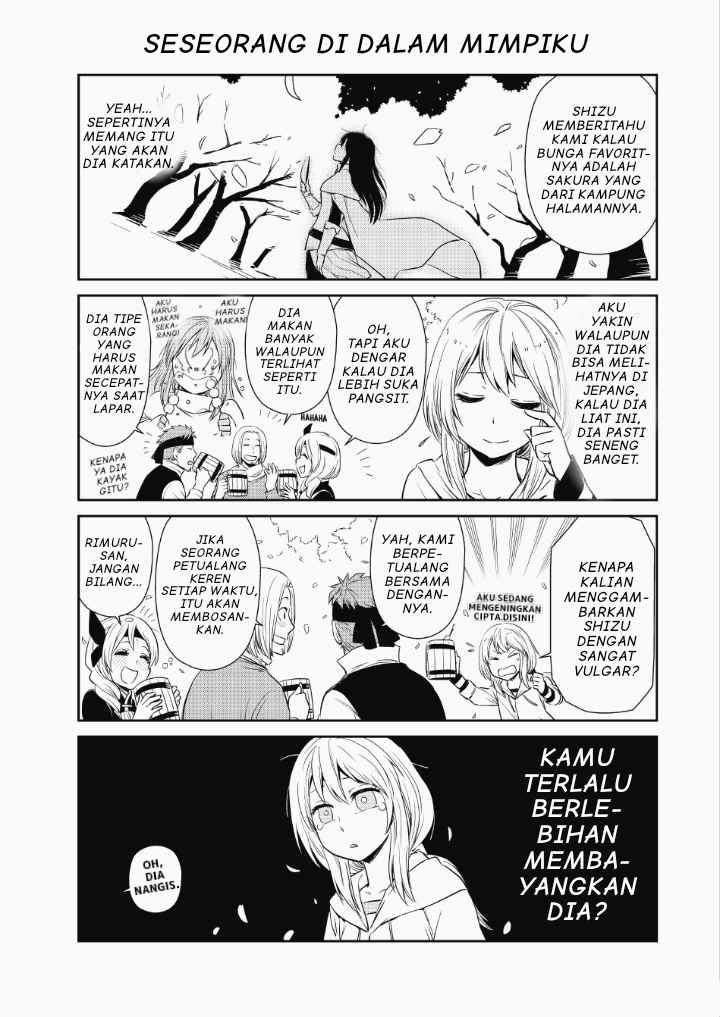 SESEORANG DI DALAM MIMPIKU
SHIZU
MEMBERITAHU
KAMI KALAU
BUNGA FAVORIT-
NYA ADALAH
SAKURA YANG
DARI KAMPUNG
HALAMANNYA.
YEAH...
SEPERTINYA
MEMANG ITU
YANG AKAN
DIA KATAKAN.
AKU
YAKIN
WALAUPUN
DIA TIDAK
BISA MELI-
HATNYA DI
JEPANG,
KALAU DIA
LIAT INI,
DIA PASTI
SENENG
BANGET.
OH,
TAPI AKU
DENGAR
KALAU DIA
LEBIH SUKA
PANGSIT.
DIA
MAKAN
BANYAK
WALAUPUN
TERLIHAT
SEPERTI
ITU.
AKU
HARUS
MAKAN!
AKU
HARUS
MAKAN
SEKA-
RANG!
DIA TIPE
ORANG
YANG
HARUS
MAKAN
SECEPAT-
NYA SAAT
LAPAR.
HAHAHA
KENAPA
YA DIA
KAYAK
GITU?
KENAPA
KALIAN
MENGGAM-
BARKAN
SHIZU
DENGAN
SANGAT
VULGAR?
AKU SEDANG
MENGENINGKAN
CIPTA DISINI!
YAH, KAMI
BERPE-
TUALANG
BERSAMA
DENGAN-
NYA.
JIKA
SEORANG
PETUALANG
KEREN
SETIAP WAKTU,
ITU AKAN
MEMBOSAN-
KAN.
RIMURU-
SAN,
JANGAN
BILANG...
KAMU
TERLALU
BERLE-
BIHAN
MEMBA-
YANGKAN
DIA?
OH,
DIA
NANGIS.